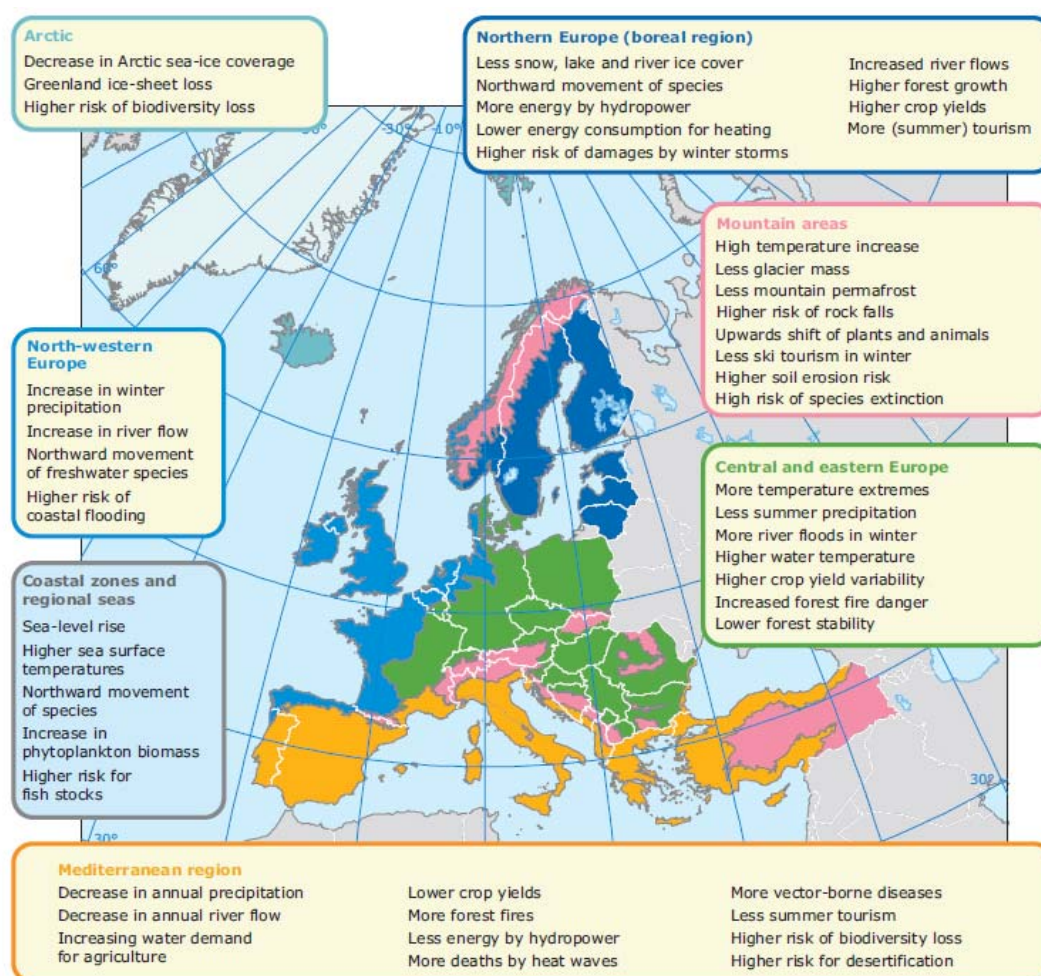 Arctic
Decrease in Arctic sea-ice coverage
Greenland ice-sheet loss
Higher risk of biodiversity loss
Northern Europe (boreal region)
Less snow, lake and river ice cover
Northward movement of species
More energy by hydropower
Lower energy consumption for heating
Higher risk of damages by winter storms
Increased river flows
Higher forest growth
Higher crop yields
More (summer) tourism
-30°
-10°
Mountain areas
High temperature increase
Less glacier mass
Less mountain permafrost
Higher risk of rock falls
Upwards shift of plants and animals
Less ski tourism in winter
Higher soil erosion risk
High risk of species extinction
60°
North-western
Europe
Increase in winter
precipitation
Increase in river flow
Northward movement
of freshwater species
Higher risk of
coastal flooding
Central and eastern Europe
More temperature extremes
Less summer precipitation
More river floods in winter
Higher water temperature
Higher crop yield variability
Increased forest fire danger
Lower forest stability
Coastal zones and
regional seas
Sea-level rise
Higher sea surface
temperatures
Northward movement
of species
Increase in
phytoplankton biomass
Higher risk for
fish stocks
30°
30°
Mediterranean region
Decrease in annual precipitation
Decrease in annual river flow
Increasing water demand
for agriculture
Lower crop yields
More forest fires
Less energy by hydropower
More deaths by heat waves
More vector-borne diseases
Less summer tourism
Higher risk of biodiversity loss
Higher risk for desertification